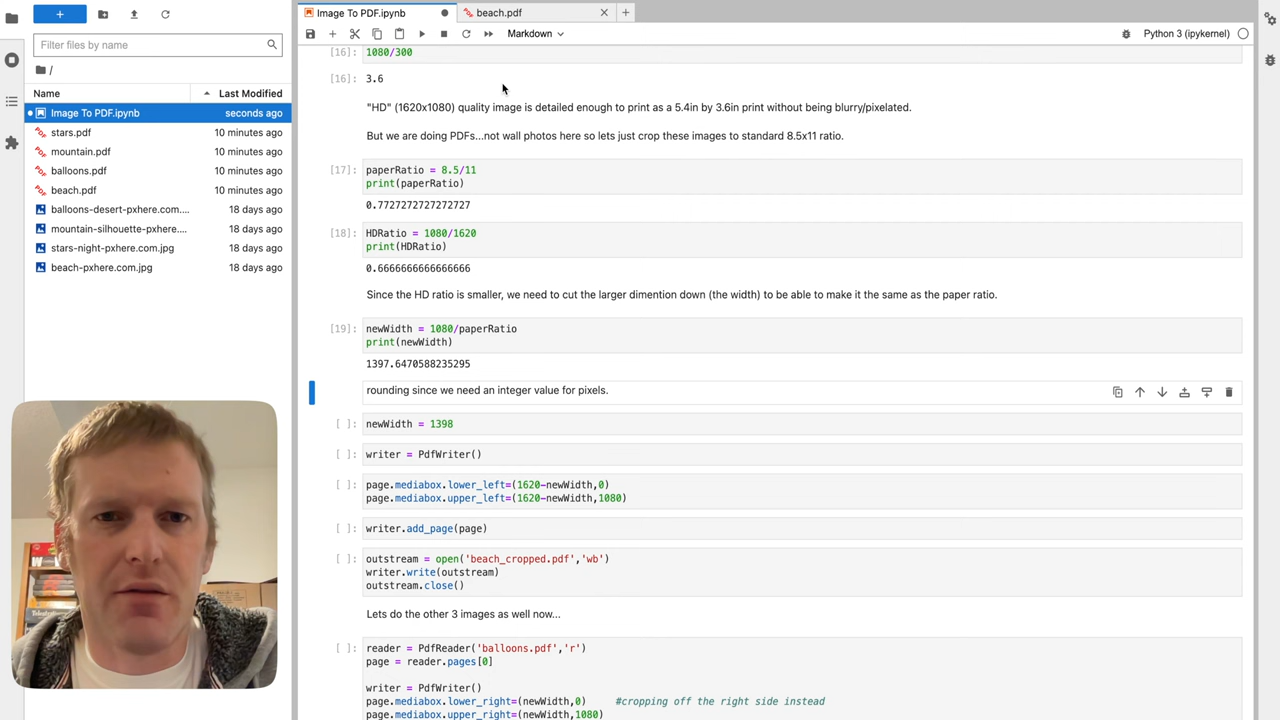 Image To PDF.ipynb
beach.pdf
Markdown
Python 3 (ipykernel)
Filter files by name
/
Name
Last Modified
Image To PDF.ipynb
seconds ago
stars.pdf
10 minutes ago
mountain.pdf
10 minutes ago
balloons.pdf
10 minutes ago
beach.pdf
10 minutes ago
balloons-desert-pxhere.com....
18 days ago
mountain-silhouette-pxhere....
18 days ago
stars-night-pxhere.com.jpg
18 days ago
beach-pxhere.com.jpg
18 days ago
[16]: 1080/300
[16]: 3.6
"HD" (1620x1080) quality image is detailed enough to print as a 5.4in by 3.6in print without being blurry/pixelated.
But we are doing PDFs...not wall photos here so lets just crop these images to standard 8.5x11 ratio.
[17]: paperRatio = 8.5/11
print(paperRatio)
0.7727272727272727
[18]: HDRatio = 1080/1620
print(HDRatio)
0.6666666666666666
Since the HD ratio is smaller, we need to cut the larger dimention down (the width) to be able to make it the same as the paper ratio.
[19]: newWidth = 1080/paperRatio
print(newWidth)
1397.6470588235295
rounding since we need an integer value for pixels.
[ ]: newWidth = 1398
[ ]: writer = PdfWriter()
[ ]: page.mediabox.lower_left=(1620-newWidth,0)
page.mediabox.upper_left=(1620-newWidth,1080)
[ ]: writer.add_page(page)
[ ]: outstream = open('beach_cropped.pdf','wb')
writer.write(outstream)
outstream.close()
Lets do the other 3 images as well now...
[ ]: reader = PdfReader('balloons.pdf','r')
page = reader.pages[0]
writer = PdfWriter()
page.mediabox.lower_right=(newWidth,0) #cropping off the right side instead
page.mediabox.upper_right=(newWidth,1080)